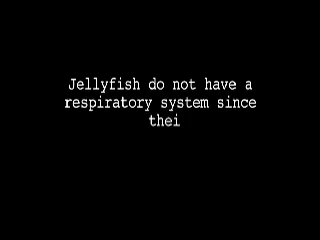 Jellyfish do not have a
respiratory system since
thei